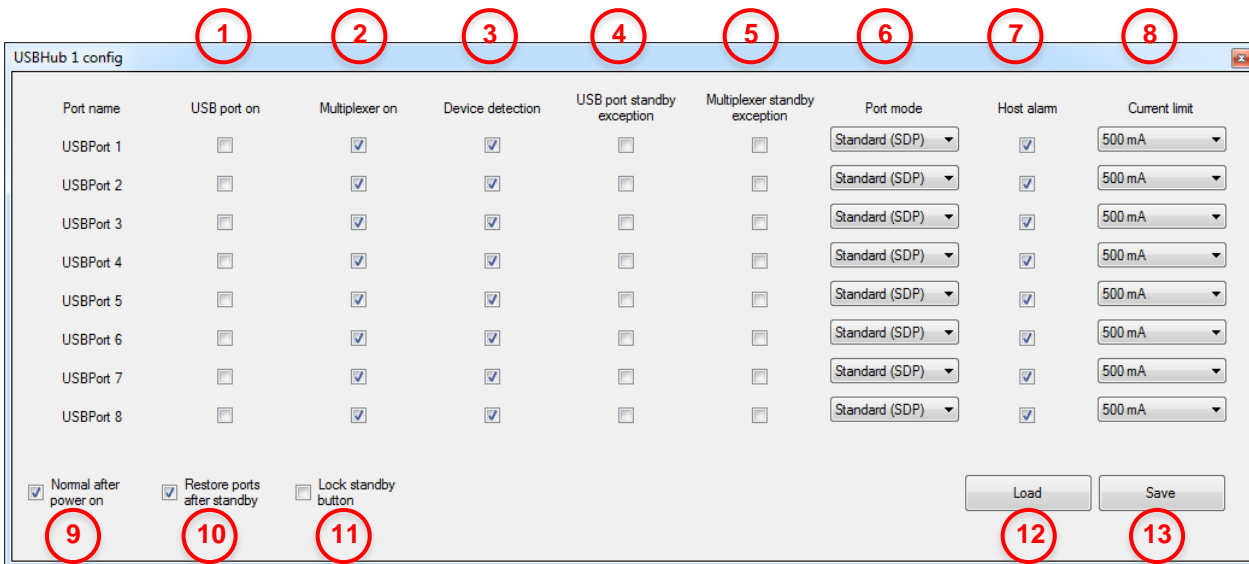 1 2 3 4 5 6 7 8
USBHub 1 config
Port name USB port on Multiplexer on Device detection USB port standby exception Multiplexer standby exception Port mode Host alarm Current limit
USBPort 1 Standard (SDP) 500 mA
USBPort 2 Standard (SDP) 500 mA
USBPort 3 Standard (SDP) 500 mA
USBPort 4 Standard (SDP) 500 mA
USBPort 5 Standard (SDP) 500 mA
USBPort 6 Standard (SDP) 500 mA
USBPort 7 Standard (SDP) 500 mA
USBPort 8 Standard (SDP) 500 mA
Normal after power on Restore ports after standby Lock standby button Load Save
9 10 11 12 13